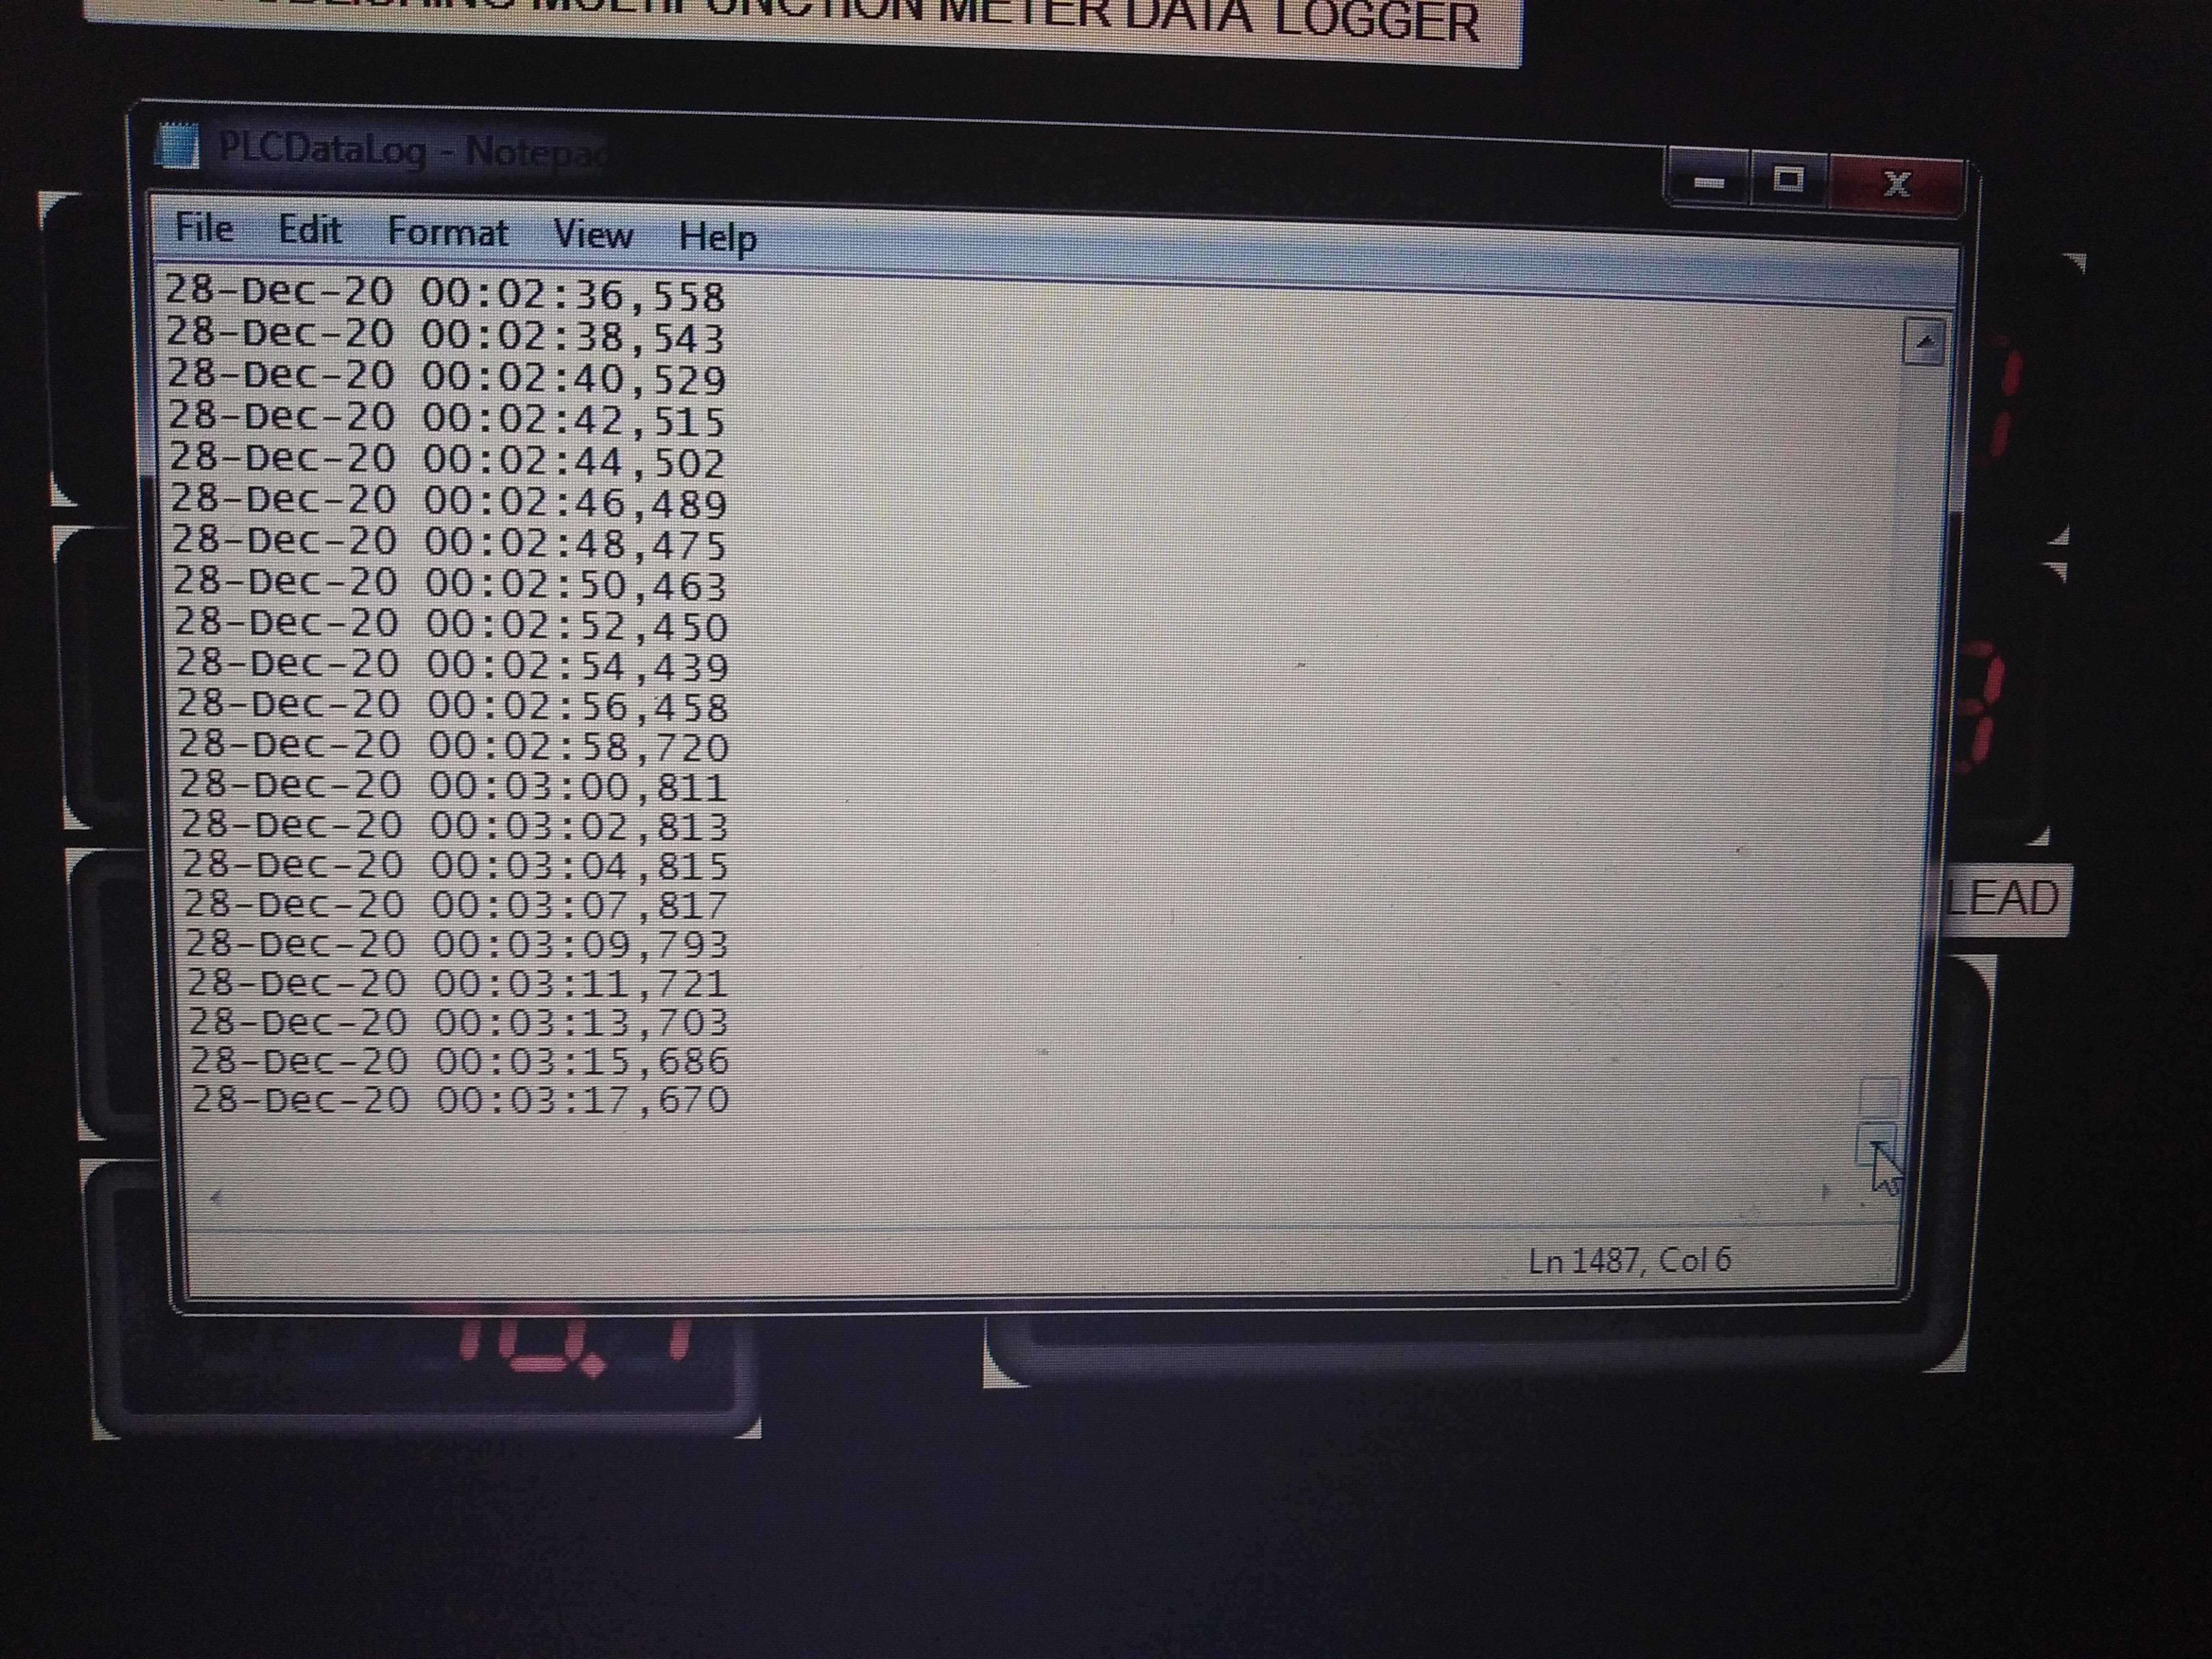 MULTIFUNCTION METER DATA LOGGER
PLCDataLog - Notepad
File Edit Format View Help
28-Dec-20 00:02:36,558
28-Dec-20 00:02:38,543
28-Dec-20 00:02:40,529
28-Dec-20 00:02:42,515
28-Dec-20 00:02:44,502
28-Dec-20 00:02:46,489
28-Dec-20 00:02:48,475
28-Dec-20 00:02:50,463
28-Dec-20 00:02:52,450
28-Dec-20 00:02:54,439
28-Dec-20 00:02:56,458
28-Dec-20 00:02:58,720
28-Dec-20 00:03:00,811
28-Dec-20 00:03:02,813
28-Dec-20 00:03:04,815
28-Dec-20 00:03:07,817
28-Dec-20 00:03:09,793
28-Dec-20 00:03:11,721
28-Dec-20 00:03:13,703
28-Dec-20 00:03:15,686
28-Dec-20 00:03:17,670
LEAD
Ln 1487, Col 6